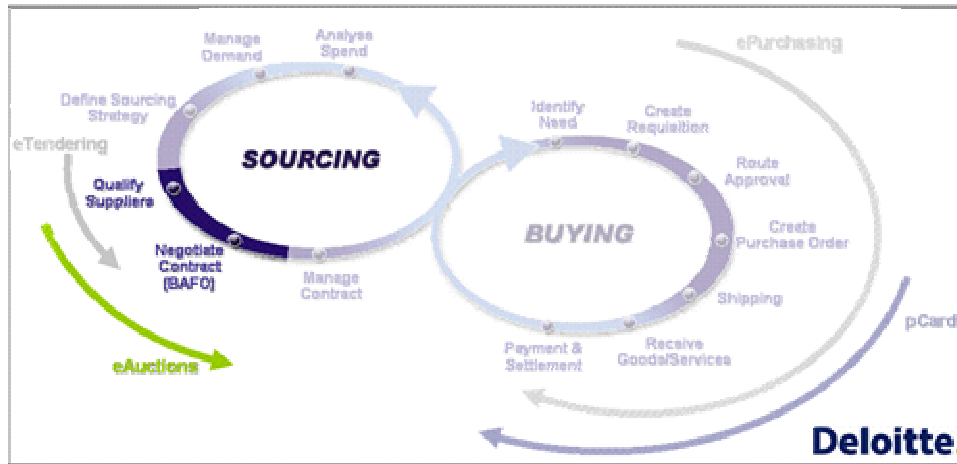 ePurchasing
Manage
Demand
Analyse
Spend
Define Sourcing
Strategy
Identify
Need
Create
Requisition
eTendering
SOURCING
Route
Approval
Qualify
Suppliers
BUYING
Create
Purchase Order
Negotiate
Contract
(BAFO)
Manage
Contract
Shipping
pCard
eAuctions
Payment &
Settlement
Receive
Goods/Services
Deloitte.